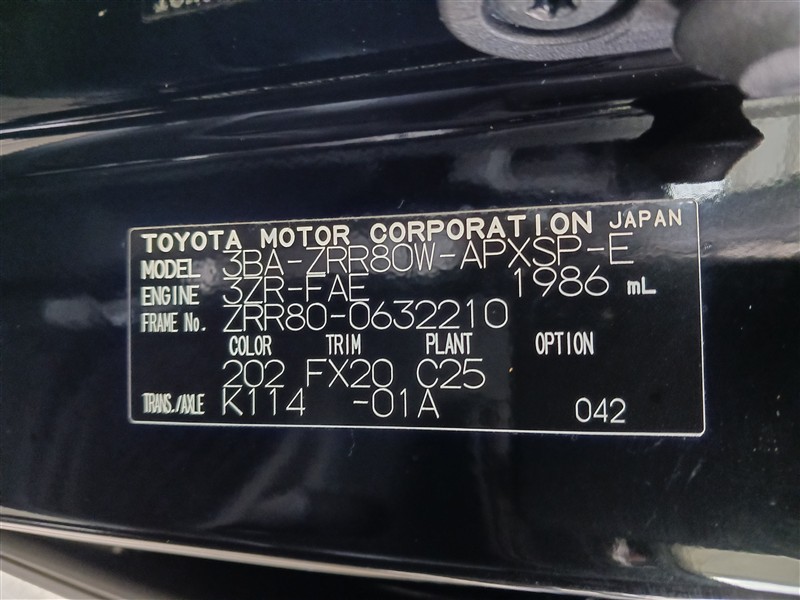 TOYOTA MOTOR CORPORATION JAPAN
MODEL 3BA-ZRR80W-APXSP-E
ENGINE 3ZR-FAE 1986 mL
FRAME No. ZRR80-0632210
COLOR TRIM PLANT OPTION
202 FX20 C25
TRANS./AXLE K114 -01A 042